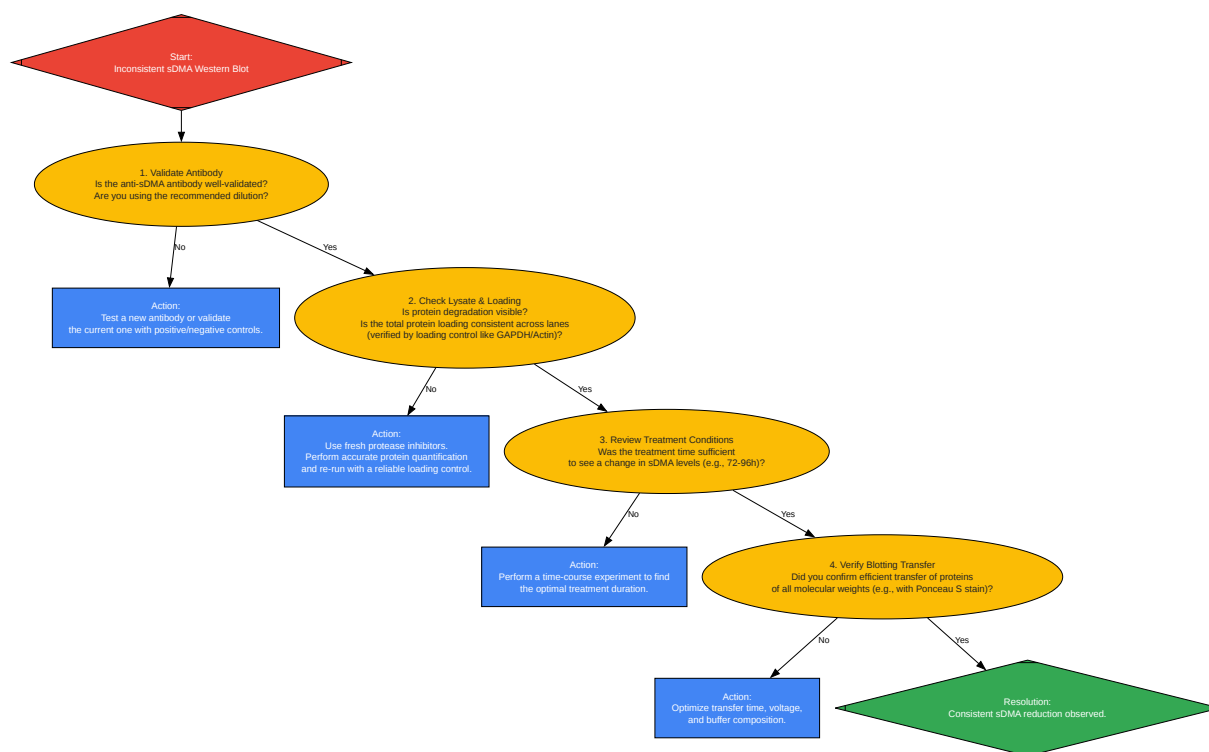 Start:
Inconsistent sDMA Western Blot
1. Validate Antibody
Is the anti-sDMA antibody well-validated?
Are you using the recommended dilution?
No
Yes
Action:
Test a new antibody or validate
the current one with positive/negative controls.
2. Check Lysate & Loading
Is protein degradation visible?
Is the total protein loading consistent across lanes
(verified by loading control like GAPDH/Actin)?
No
Yes
Action:
Use fresh protease inhibitors.
Perform accurate protein quantification
and re-run with a reliable loading control.
3. Review Treatment Conditions
Was the treatment time sufficient
to see a change in sDMA levels (e.g., 72-96h)?
No
Yes
Action:
Perform a time-course experiment to find
the optimal treatment duration.
4. Verify Blotting Transfer
Did you confirm efficient transfer of proteins
of all molecular weights (e.g., with Ponceau S stain)?
No
Yes
Action:
Optimize transfer time, voltage,
and buffer composition.
Resolution:
Consistent sDMA reduction observed.